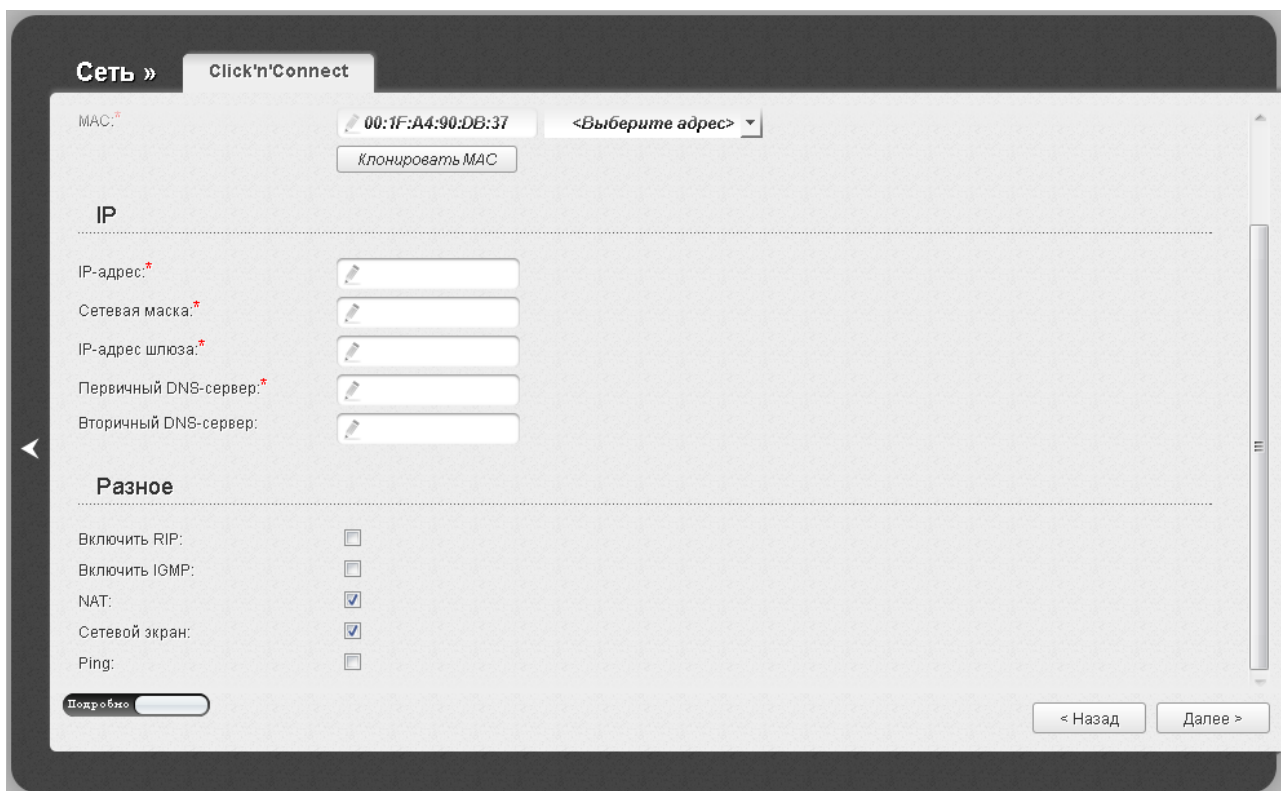 Сеть » Click'n'Connect
MAC:* 00:1F:A4:90:DB:37 <Выберите адрес>
Клонировать MAC
IP
IP-адрес:*
Сетевая маска:*
IP-адрес шлюза:*
Первичный DNS-сервер:*
Вторичный DNS-сервер:
Разное
Включить RIP:
Включить IGMP:
NAT:
Сетевой экран:
Ping:
Подробно
< Назад Далее >